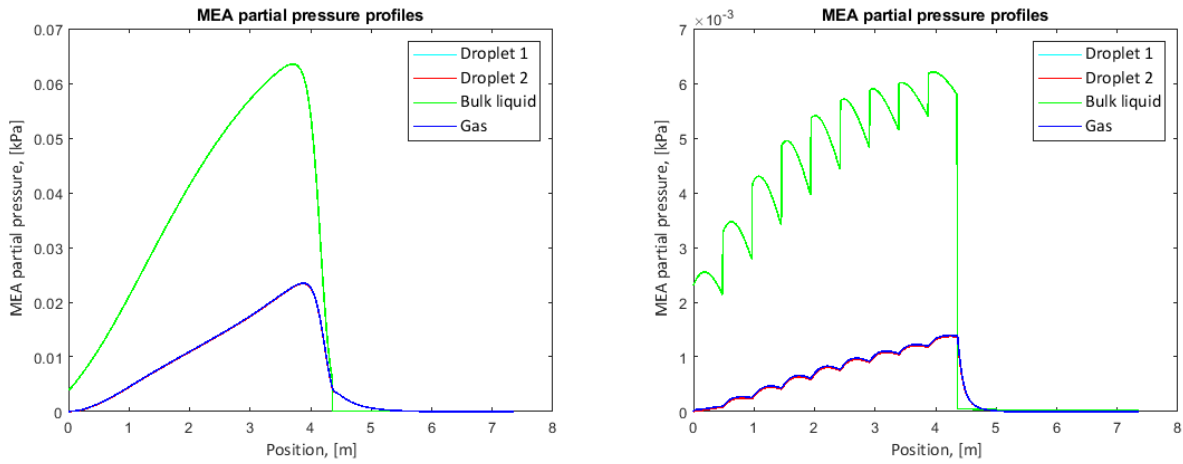 MEA partial pressure profiles
0.07
0.06
0.05
0.04
0.03
0.02
0.01
0
MEA partial pressure, [kPa]
Droplet 1
Droplet 2
Bulk liquid
Gas
0 1 2 3 4 5 6 7 8
Position, [m]
MEA partial pressure profiles
×10⁻³
7
6
5
4
3
2
1
0
MEA partial pressure, [kPa]
Droplet 1
Droplet 2
Bulk liquid
Gas
0 1 2 3 4 5 6 7 8
Position, [m]